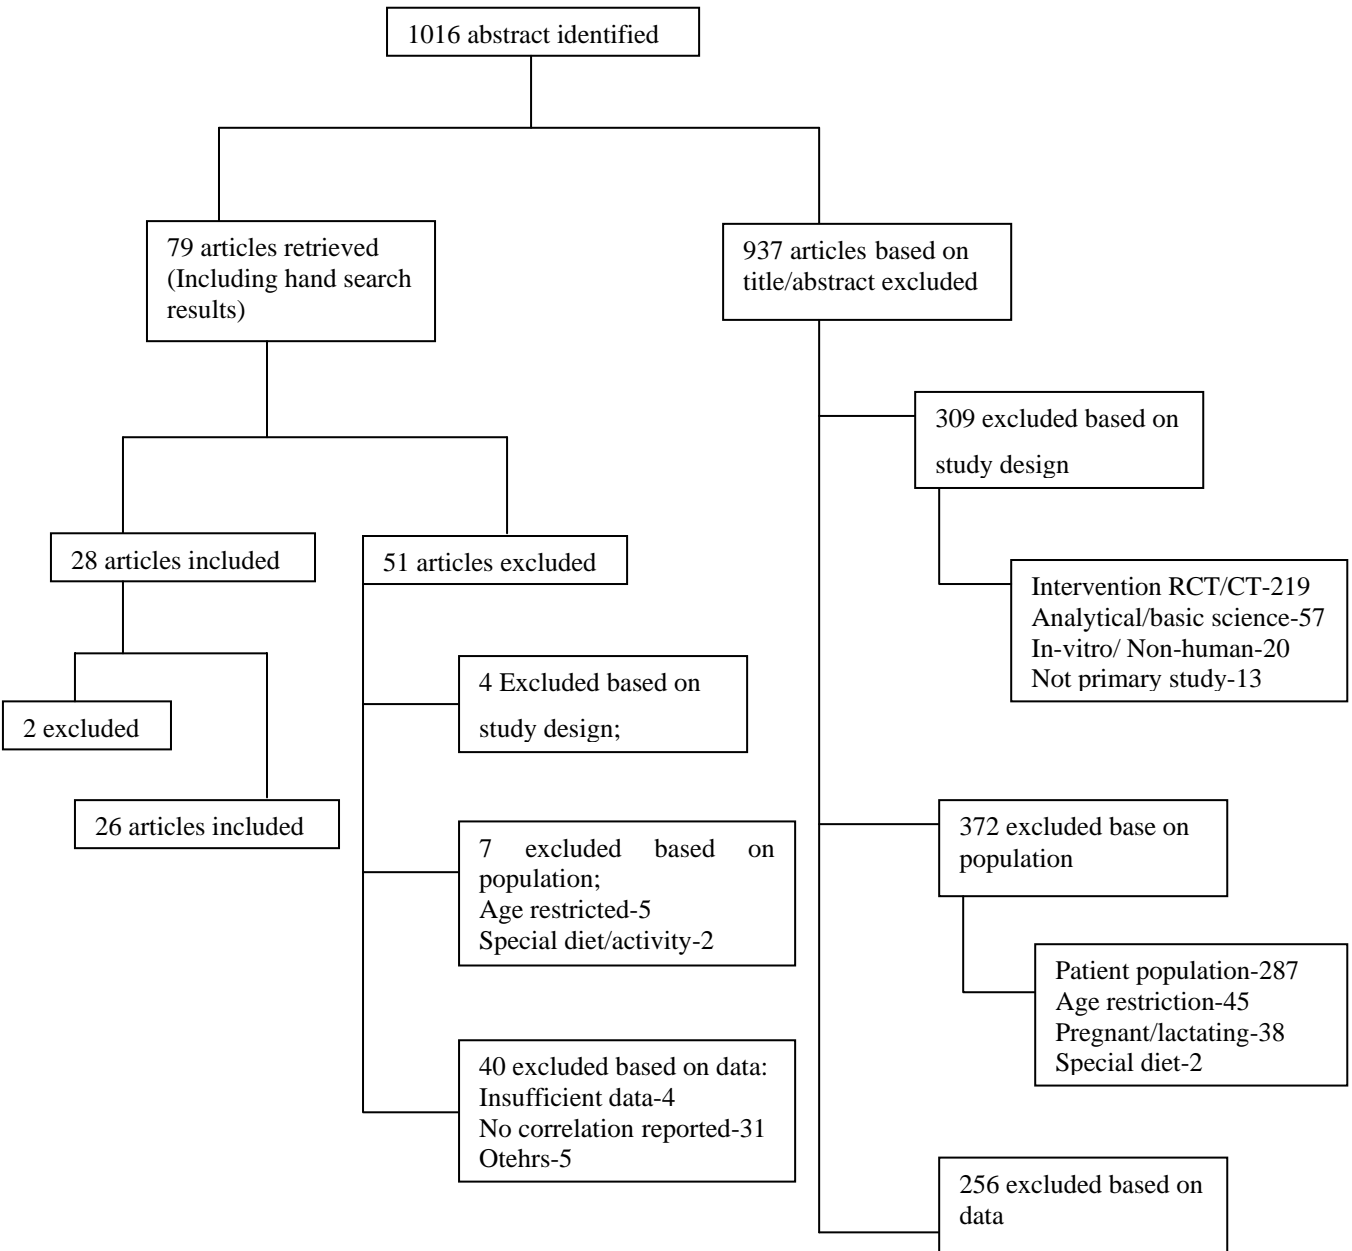 1016 abstract identified
79 articles retrieved
(Including hand search
results)
937 articles based on
title/abstract excluded
309 excluded based on
study design
Intervention RCT/CT-219
Analytical/basic science-57
In-vitro/ Non-human-20
Not primary study-13
28 articles included
51 articles excluded
4 Excluded based on
study design;
2 excluded
26 articles included
7 excluded based on
population;
Age restricted-5
Special diet/activity-2
372 excluded base on
population
Patient population-287
Age restriction-45
Pregnant/lactating-38
Special diet-2
40 excluded based on data:
Insufficient data-4
No correlation reported-31
Otehrs-5
256 excluded based on
data